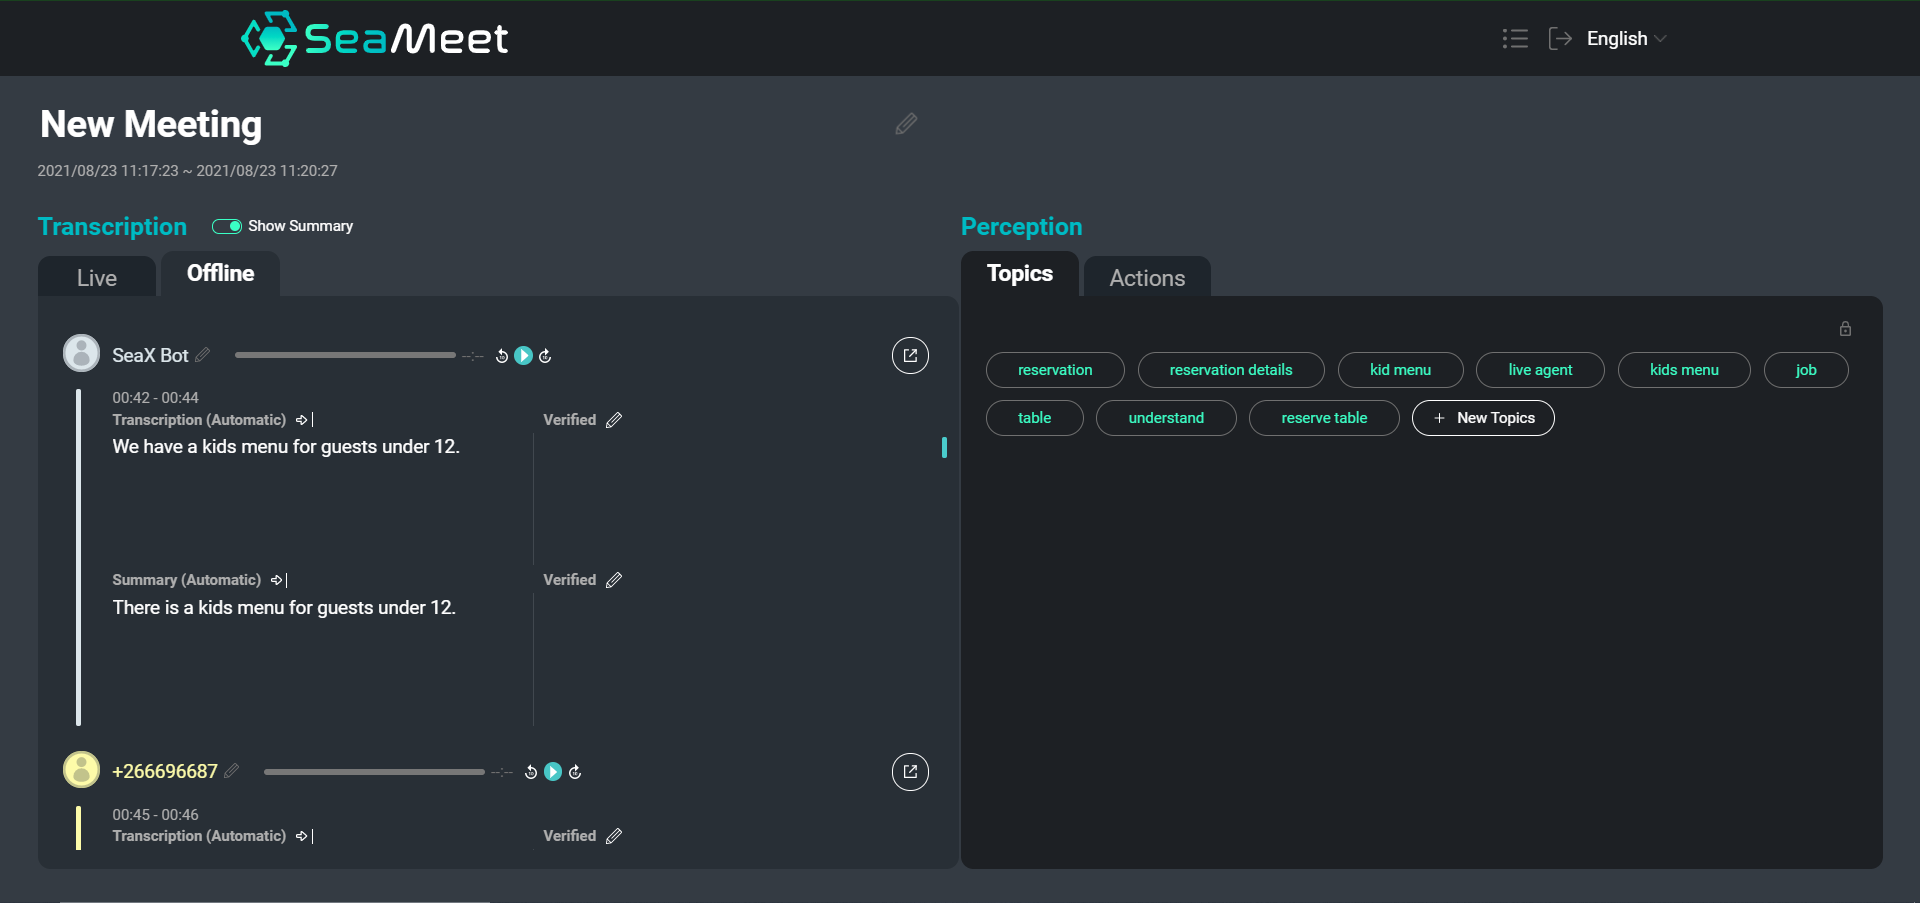 SeaMeet
English
New Meeting
2021/08/23 11:17:23 ~ 2021/08/23 11:20:27
Transcription
Show Summary
Live
Offline
SeaX Bot
--:--
00:42 - 00:44
Transcription (Automatic)
Verified
We have a kids menu for guests under 12.
Summary (Automatic)
Verified
There is a kids menu for guests under 12.
+266696687
--:--
00:45 - 00:46
Transcription (Automatic)
Verified
Perception
Topics
Actions
reservation
reservation details
kid menu
live agent
kids menu
job
table
understand
reserve table
+ New Topics